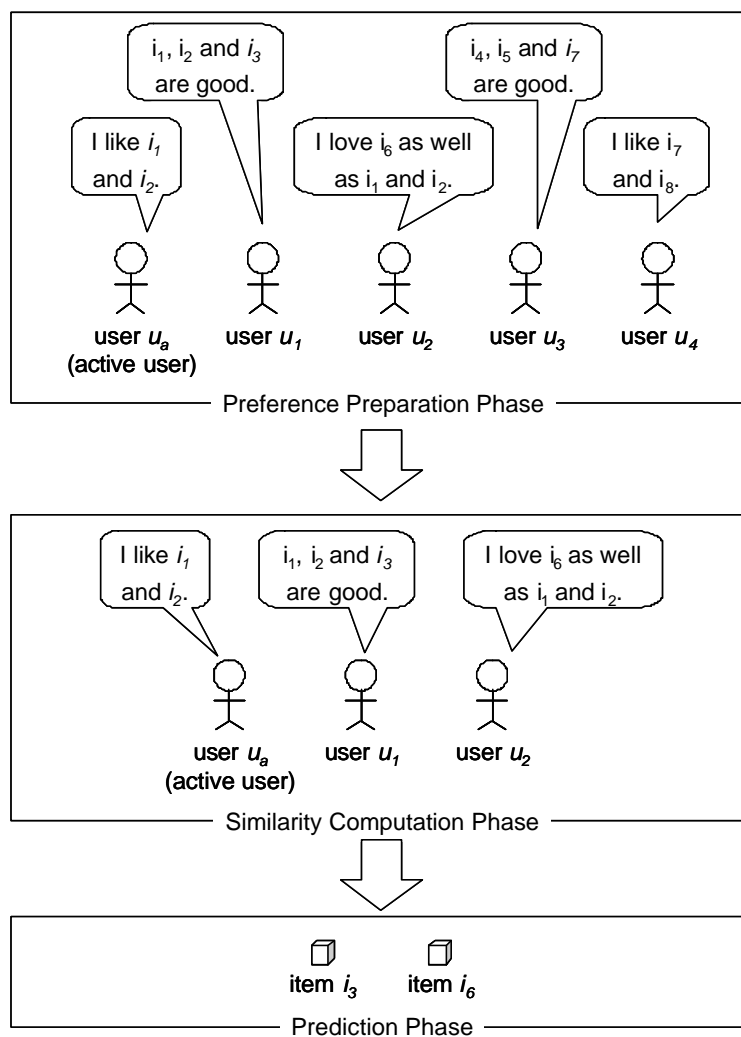 i₁, i₂ and i₃
are good.
i₄, i₅ and i₇
are good.
I like i₁
and i₂.
I love i₆ as well
as i₁ and i₂.
I like i₇
and i₈.
user uₐ
(active user)
user u₁
user u₂
user u₃
user u₄
Preference Preparation Phase
I like i₁
and i₂.
i₁, i₂ and i₃
are good.
I love i₆ as well
as i₁ and i₂.
user uₐ
(active user)
user u₁
user u₂
Similarity Computation Phase
item i₃
item i₆
Prediction Phase